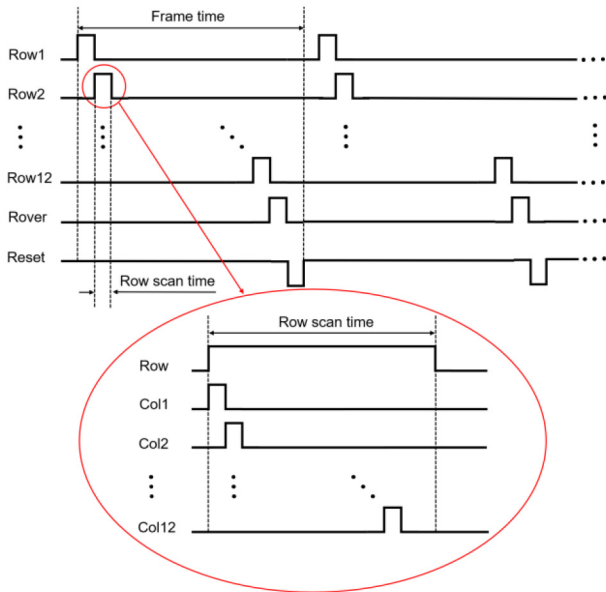 Frame time
Row1
Row2
Row12
Rover
Reset
Row scan time
Row scan time
Row
Col1
Col2
Col12